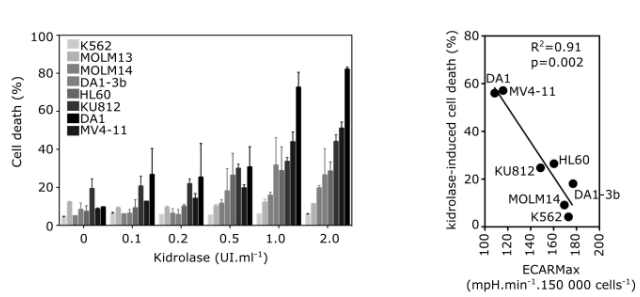 100
80
60
40
20
0
Cell death (%)
K562
MOLM13
MOLM14
DA1-3b
HL60
KU812
DA1
MV4-11
0 0.1 0.2 0.5 1.0 2.0
Kidrolase (UI.ml⁻¹)
80
60
40
20
0
kidrolase-induced cell death (%)
R²=0.91
p=0.002
DA1
MV4-11
HL60
KU812
DA1-3b
MOLM14
K562
100 120 140 160 180 200
ECARMax
(mpH.min⁻¹.150 000 cells⁻¹)